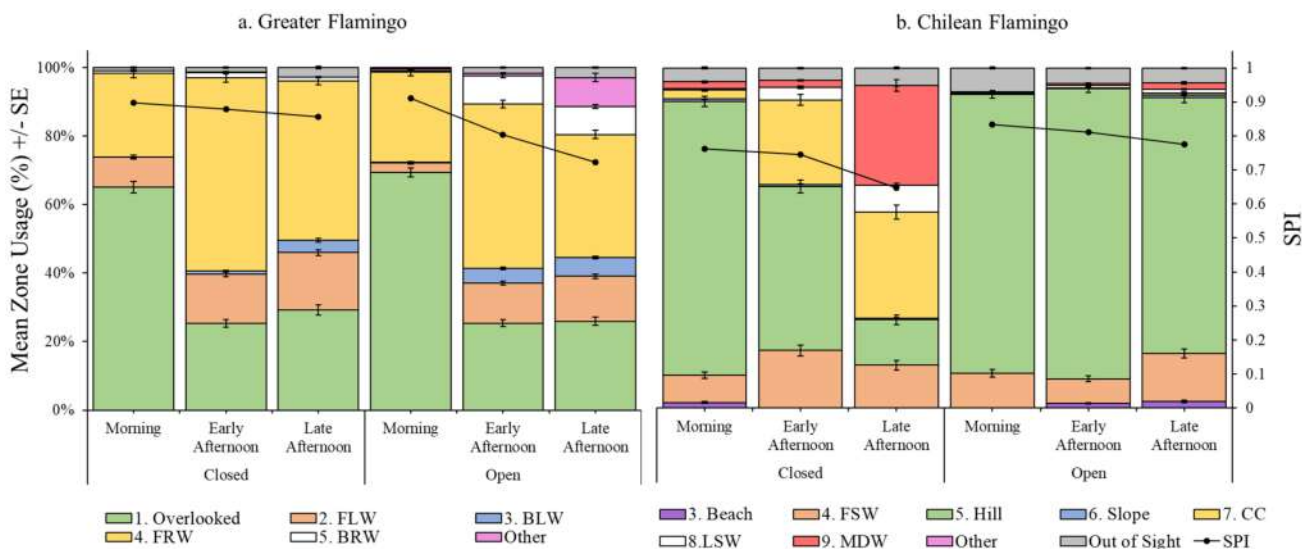 a. Greater Flamingo
b. Chilean Flamingo
Mean Zone Usage (%) +/- SE
100%
80%
60%
40%
20%
0%
Morning
Early Afternoon
Late Afternoon
Morning
Early Afternoon
Late Afternoon
Closed
Open
Morning
Early Afternoon
Late Afternoon
Morning
Early Afternoon
Late Afternoon
Closed
Open
1
0.9
0.8
0.7
0.6
0.5
0.4
0.3
0.2
0.1
0
SPI
1. Overlooked
2. FLW
3. BLW
4. FRW
5. BRW
Other
3. Beach
4. FSW
5. Hill
6. Slope
7. CC
8.LSW
9. MDW
Other
Out of Sight
SPI